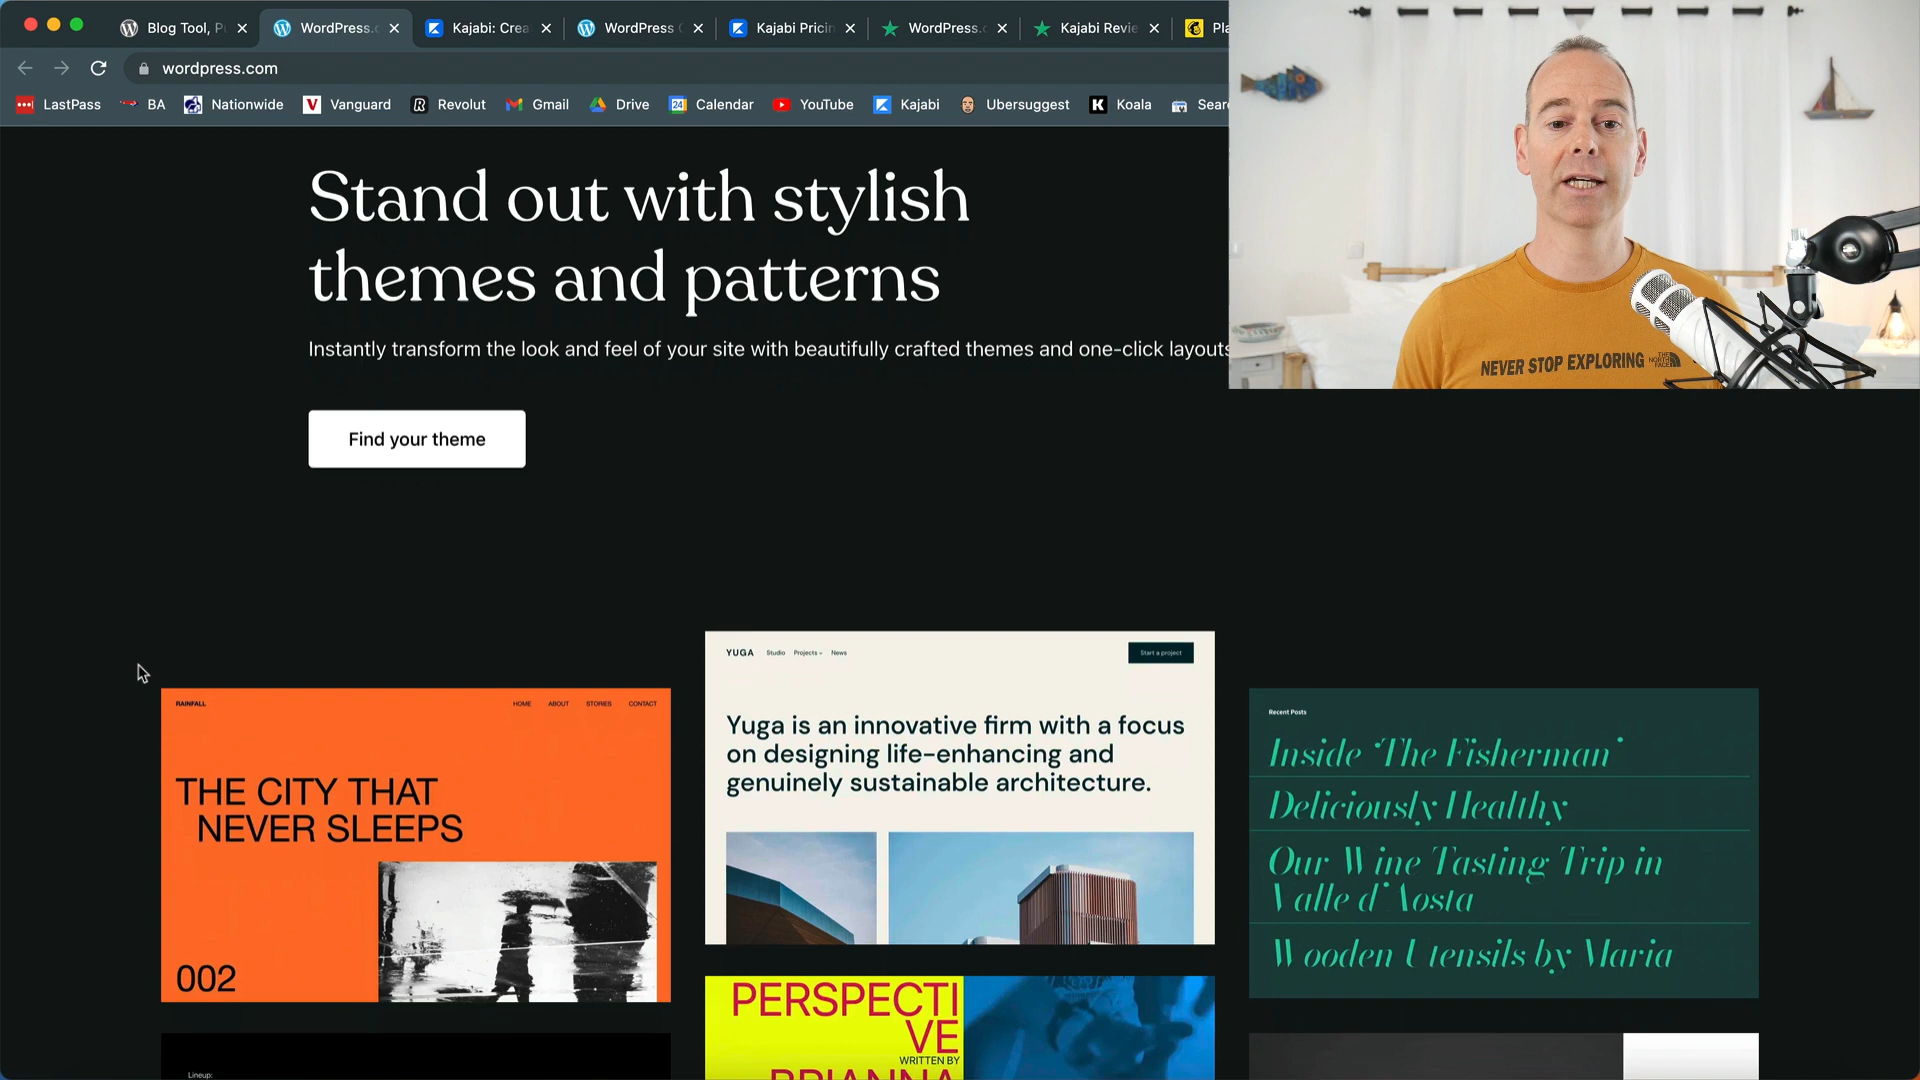 Blog Tool, P
WordPress.c
Kajabi: Crea
WordPress
Kajabi Pricin
WordPress.c
Kajabi Revie
Pla
wordpress.com
LastPass
BA
Nationwide
Vanguard
Revolut
Gmail
24
Drive
Calendar
YouTube
Kajabi
Ubersuggest
Koala
Sear
Stand out with stylish
themes and patterns
Instantly transform the look and feel of your site with beautifully crafted themes and one-click layouts
Find your theme
NEVER STOP EXPLORING
THE
NORTH
FACE
RAINFALL
HOME ABOUT STORIES CONTACT
THE CITY THAT
NEVER SLEEPS
002
Lineup:
YUGA Studio Projects News
Start a project
Yuga is an innovative firm with a focus
on designing life-enhancing and
genuinely sustainable architecture.
PERSPECTI
VE
WRITTEN BY
BRIANNA
Recent Posts
Inside 'The Fisherman'
Deliciously Healthy
Our Wine Tasting Trip in
Valle d'Aosta
Wooden Utensils by Maria